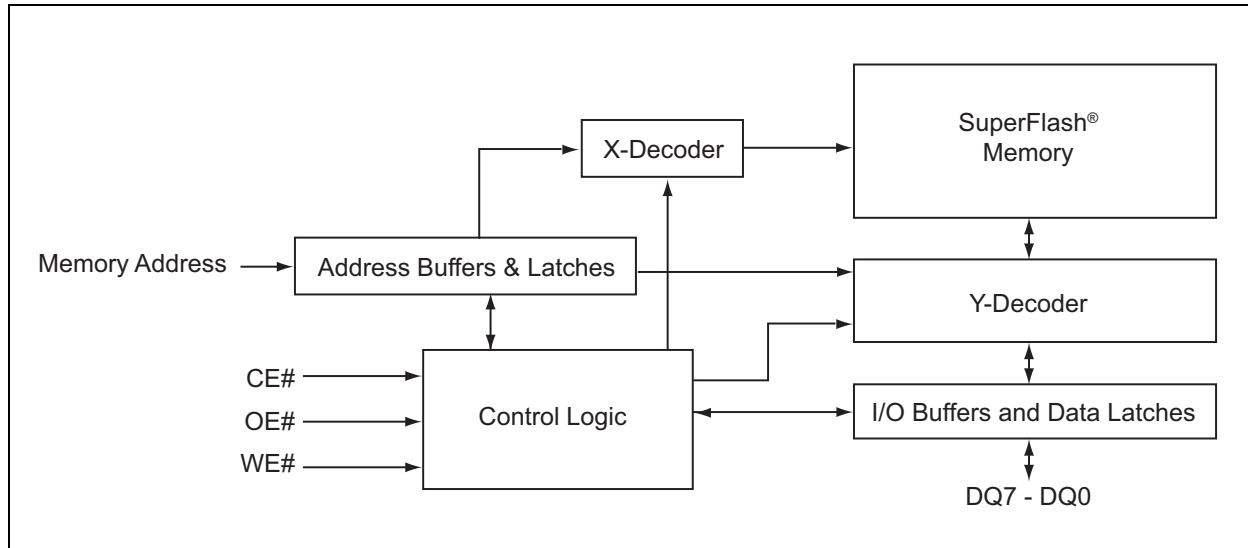 SuperFlash®
Memory
X-Decoder
Memory Address
Address Buffers & Latches
Y-Decoder
CE#
OE#
WE#
Control Logic
I/O Buffers and Data Latches
DQ7 - DQ0